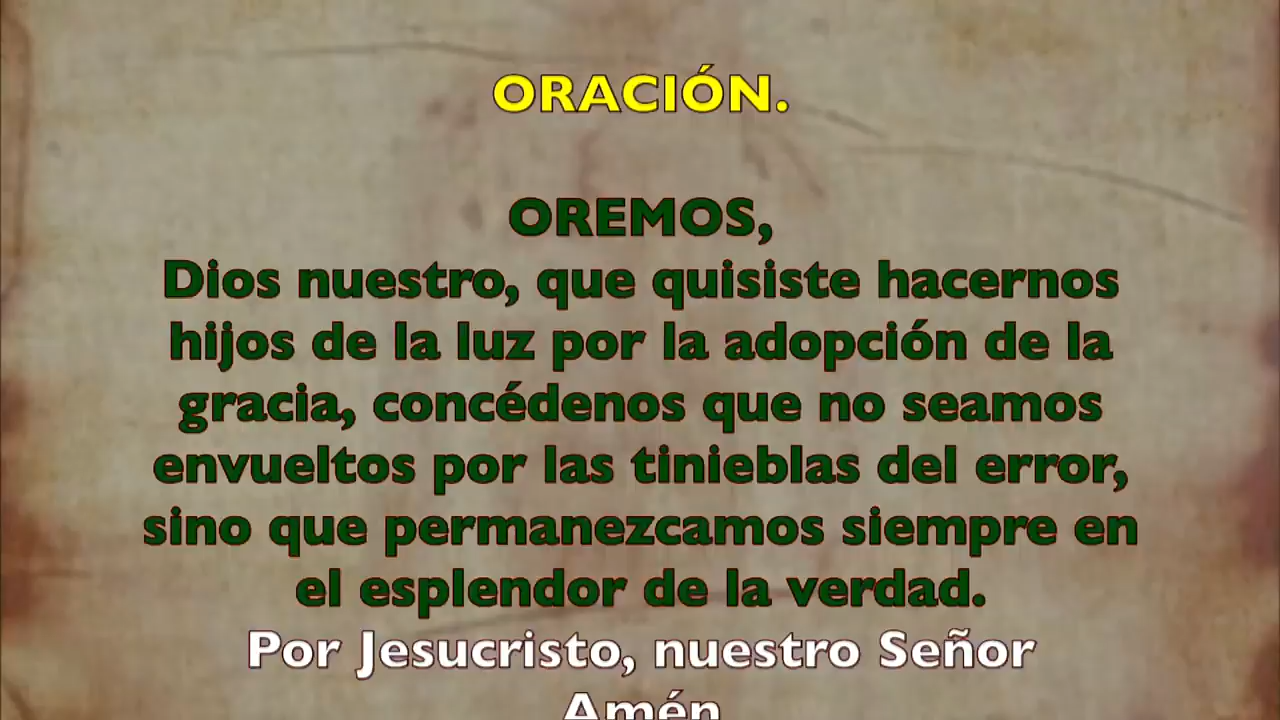 ORACIÓN.
OREMOS,
Dios nuestro, que quisiste hacernos
hijos de la luz por la adopción de la
gracia, concédenos que no seamos
envueltos por las tinieblas del error,
sino que permanezcamos siempre en
el esplendor de la verdad.
Por Jesucristo, nuestro Señor
Amén